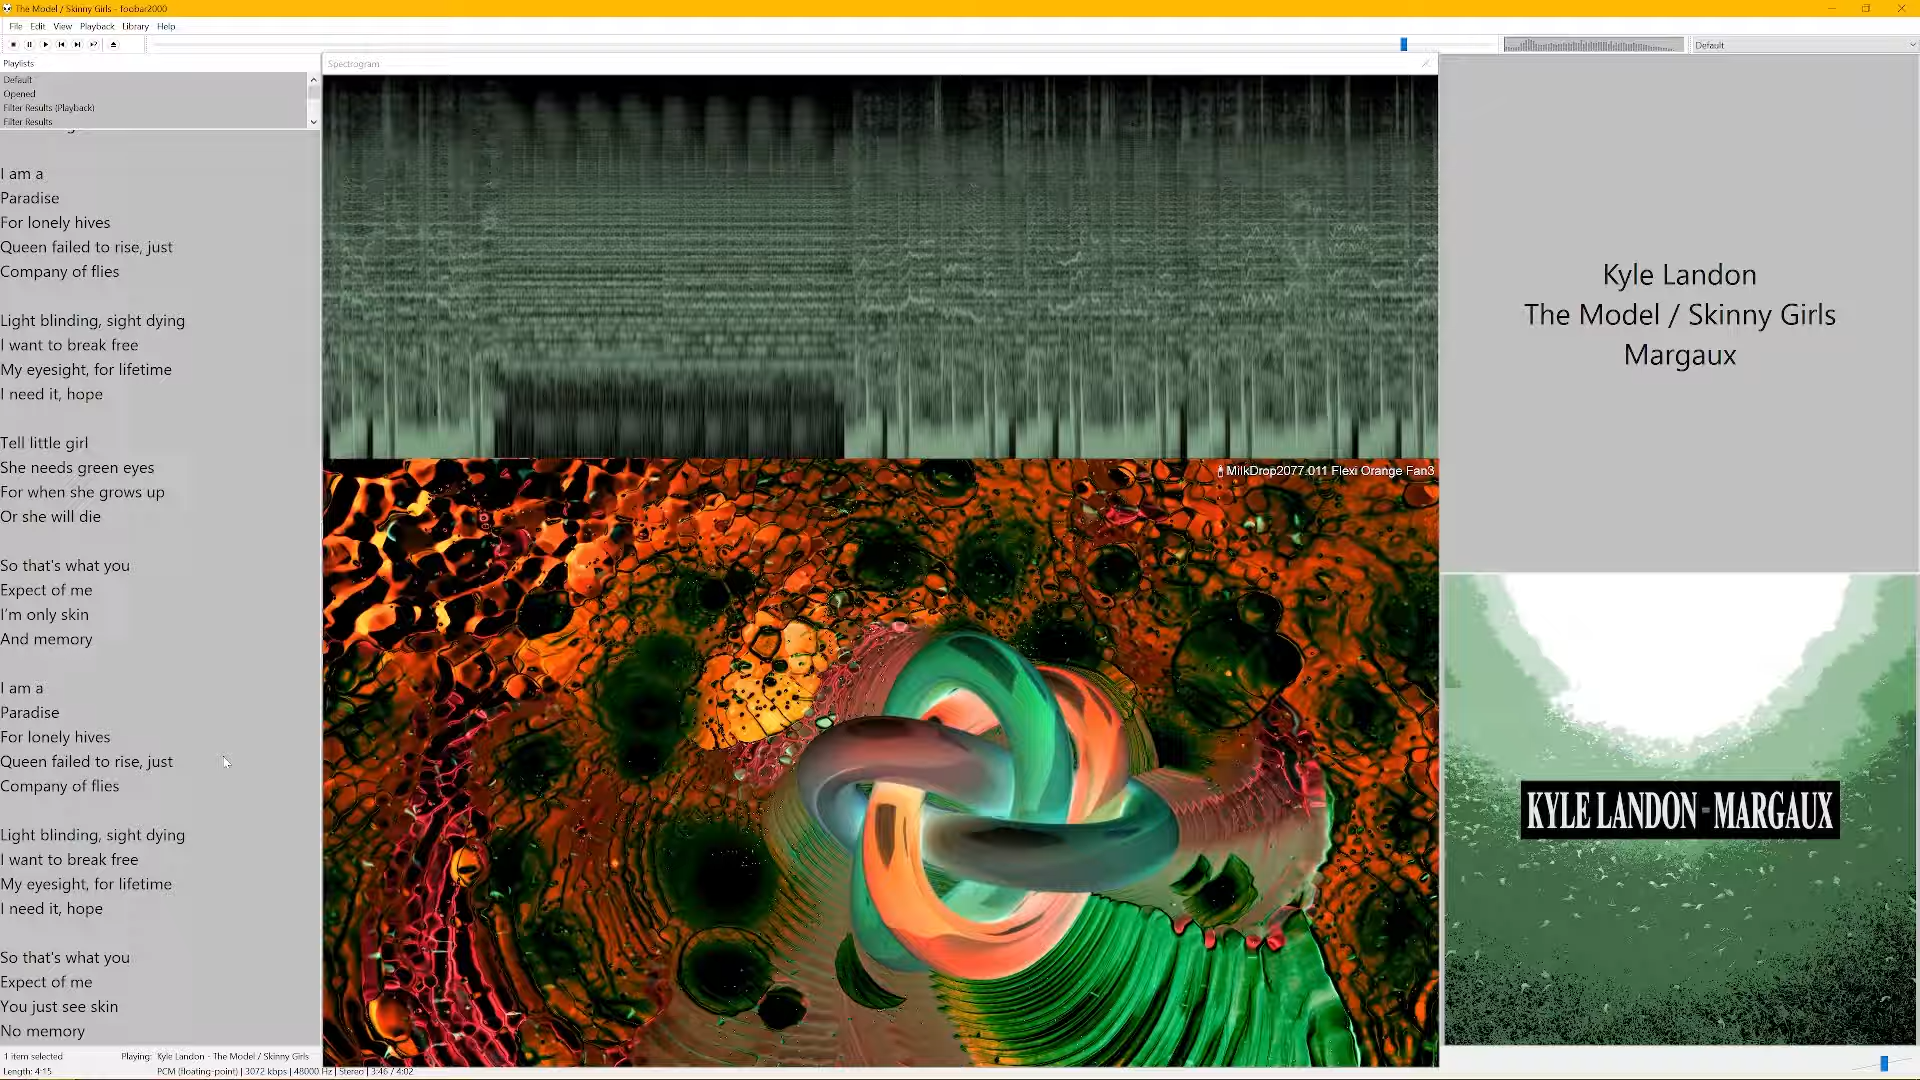 The Model / Skinny Girls - foobar2000
File Edit View Playback Library Help
Default
Playlists
Default
Opened
Filter Results (Playback)
Filter Results
I am a
Paradise
For lonely hives
Queen failed to rise, just
Company of flies
Light blinding, sight dying
I want to break free
My eyesight, for lifetime
I need it, hope
Tell little girl
She needs green eyes
For when she grows up
Or she will die
So that's what you
Expect of me
I'm only skin
And memory
I am a
Paradise
For lonely hives
Queen failed to rise, just
Company of flies
Light blinding, sight dying
I want to break free
My eyesight, for lifetime
I need it, hope
So that's what you
Expect of me
You just see skin
No memory
Spectrogram
MilkDrop2077.011 Flexi Orange Fan3
Kyle Landon
The Model / Skinny Girls
Margaux
KYLE LANDON - MARGAUX
1 item selected
Playing: Kyle Landon - The Model / Skinny Girls
Length: 4:15
PCM (floating-point) | 3072 kbps | 48000 Hz | Stereo | 3:46 / 4:02